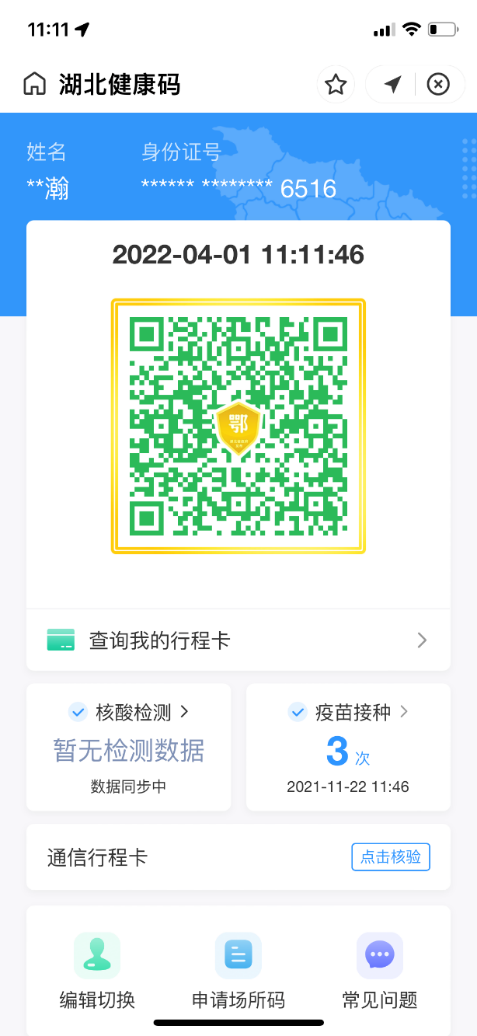 11:11
湖北健康码
姓名 身份证号
**瀚 ****** ******** 6516
2022-04-01 11:11:46
鄂
查询我的行程卡
核酸检测 疫苗接种
暂无检测数据 3 次
数据同步中 2021-11-22 11:46
通信行程卡 点击核验
编辑切换 申请场所码 常见问题